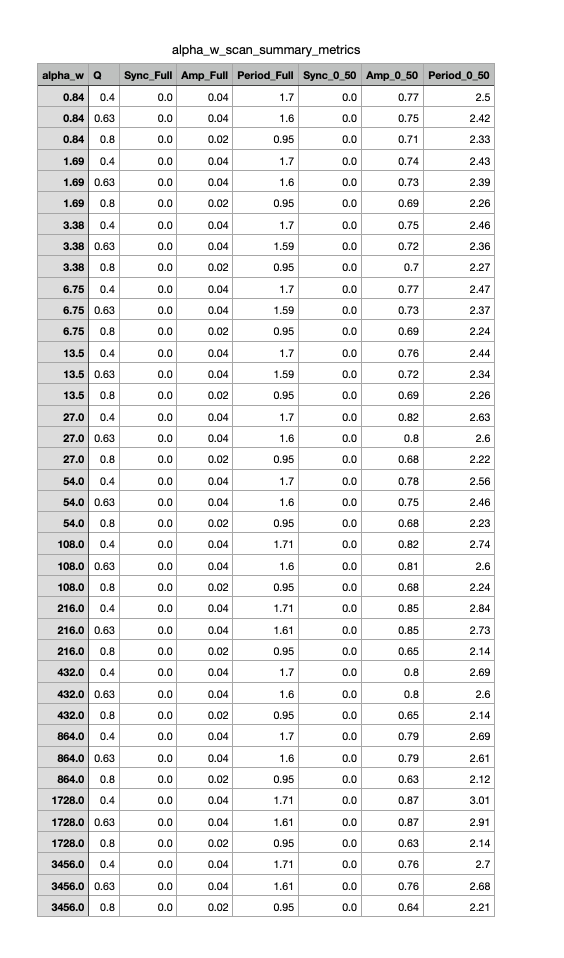 alpha_w_scan_summary_metrics
alpha_w Q Sync_Full Amp_Full Period_Full Sync_0_50 Amp_0_50 Period_0_50
0.84 0.4 0.0 0.04 1.7 0.0 0.77 2.5
0.84 0.63 0.0 0.04 1.6 0.0 0.75 2.42
0.84 0.8 0.0 0.02 0.95 0.0 0.71 2.33
1.69 0.4 0.0 0.04 1.7 0.0 0.74 2.43
1.69 0.63 0.0 0.04 1.6 0.0 0.73 2.39
1.69 0.8 0.0 0.02 0.95 0.0 0.69 2.26
3.38 0.4 0.0 0.04 1.7 0.0 0.75 2.46
3.38 0.63 0.0 0.04 1.59 0.0 0.72 2.36
3.38 0.8 0.0 0.02 0.95 0.0 0.7 2.27
6.75 0.4 0.0 0.04 1.7 0.0 0.77 2.47
6.75 0.63 0.0 0.04 1.59 0.0 0.73 2.37
6.75 0.8 0.0 0.02 0.95 0.0 0.69 2.24
13.5 0.4 0.0 0.04 1.7 0.0 0.76 2.44
13.5 0.63 0.0 0.04 1.59 0.0 0.72 2.34
13.5 0.8 0.0 0.02 0.95 0.0 0.69 2.26
27.0 0.4 0.0 0.04 1.7 0.0 0.82 2.63
27.0 0.63 0.0 0.04 1.6 0.0 0.8 2.6
27.0 0.8 0.0 0.02 0.95 0.0 0.68 2.22
54.0 0.4 0.0 0.04 1.7 0.0 0.78 2.56
54.0 0.63 0.0 0.04 1.6 0.0 0.75 2.46
54.0 0.8 0.0 0.02 0.95 0.0 0.68 2.23
108.0 0.4 0.0 0.04 1.71 0.0 0.82 2.74
108.0 0.63 0.0 0.04 1.6 0.0 0.81 2.6
108.0 0.8 0.0 0.02 0.95 0.0 0.68 2.24
216.0 0.4 0.0 0.04 1.71 0.0 0.85 2.84
216.0 0.63 0.0 0.04 1.61 0.0 0.85 2.73
216.0 0.8 0.0 0.02 0.95 0.0 0.65 2.14
432.0 0.4 0.0 0.04 1.7 0.0 0.8 2.69
432.0 0.63 0.0 0.04 1.6 0.0 0.8 2.6
432.0 0.8 0.0 0.02 0.95 0.0 0.65 2.14
864.0 0.4 0.0 0.04 1.7 0.0 0.79 2.69
864.0 0.63 0.0 0.04 1.6 0.0 0.79 2.61
864.0 0.8 0.0 0.02 0.95 0.0 0.63 2.12
1728.0 0.4 0.0 0.04 1.71 0.0 0.87 3.01
1728.0 0.63 0.0 0.04 1.61 0.0 0.87 2.91
1728.0 0.8 0.0 0.02 0.95 0.0 0.63 2.14
3456.0 0.4 0.0 0.04 1.71 0.0 0.76 2.7
3456.0 0.63 0.0 0.04 1.61 0.0 0.76 2.68
3456.0 0.8 0.0 0.02 0.95 0.0 0.64 2.21